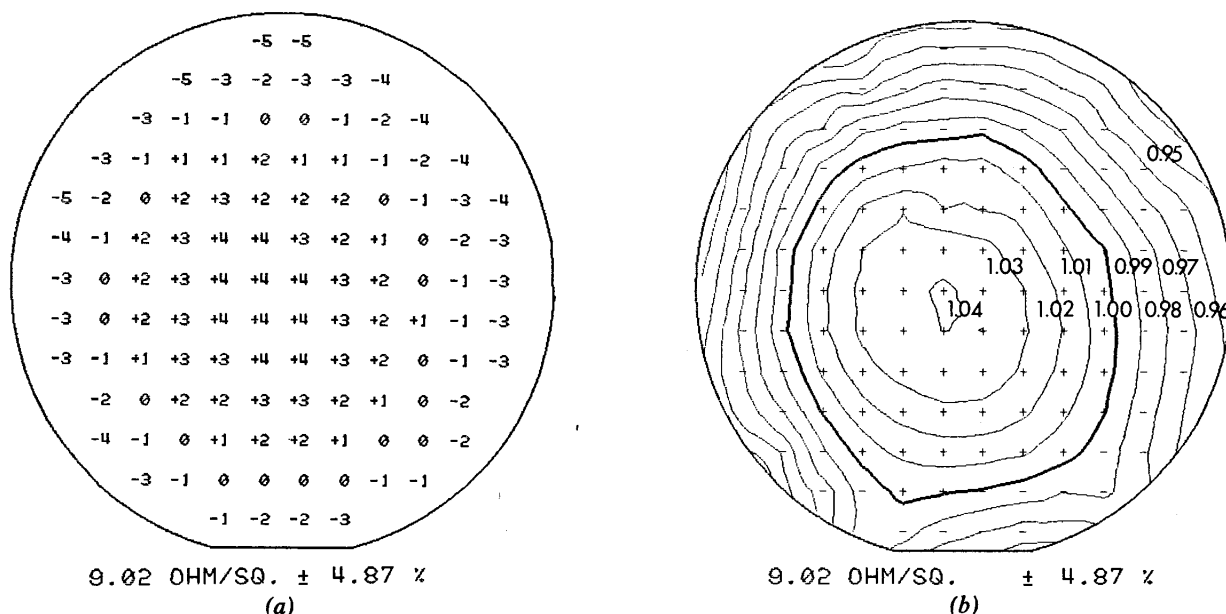 -5 -5
-5 -3 -2 -3 -3 -4
-3 -1 -1 0 0 -1 -2 -4
-3 -1 +1 +1 +2 +1 +1 -1 -2 -4
-5 -2 0 +2 +3 +2 +2 +2 0 -1 -3 -4
-4 -1 +2 +3 +4 +4 +3 +2 +1 0 -2 -3
-3 0 +2 +3 +4 +4 +4 +3 +2 0 -1 -3
-3 0 +2 +3 +4 +4 +4 +3 +2 +1 -1 -3
-3 -1 +1 +3 +3 +4 +4 +3 +2 0 -1 -3
-2 0 +2 +2 +3 +3 +2 +1 0 -2
-4 -1 0 +1 +2 +2 +1 0 0 -2
-3 -1 0 0 0 0 -1 -1
-1 -2 -2 -3
9.02 OHM/SQ. ± 4.87 %
(a)
0.95
1.03 1.01 0.99 0.97
1.04 1.02 1.00 0.98 0.96
9.02 OHM/SQ. ± 4.87 %
(b)